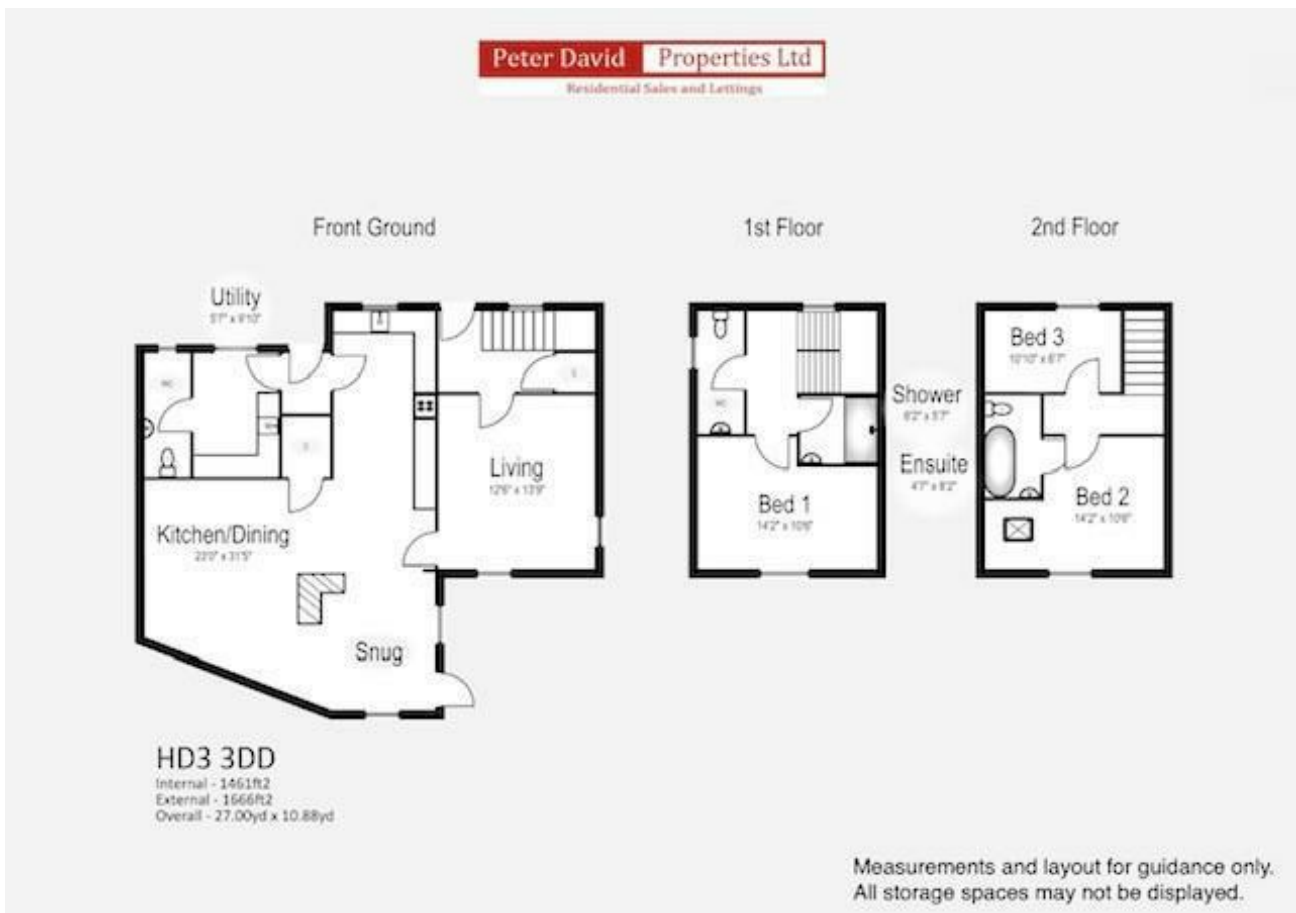 Peter David Properties Ltd
Residential Sales and Lettings
Front Ground
1st Floor
2nd Floor
Utility
5'7" x 9'10"
WC
S
S
Living
12'6" x 13'9"
Kitchen/Dining
Snug
WC
Bed 1
14'2" x 10'6"
Shower
6'2" x 5'7"
Ensuite
4'7" x 8'2"
Bed 3
10'10" x 6'7"
Bed 2
14'2" x 10'6"
HD3 3DD
Internal - 1461ft2
External - 1666ft2
Overall - 27.00yd x 10.88yd
Measurements and layout for guidance only.
All storage spaces may not be displayed.